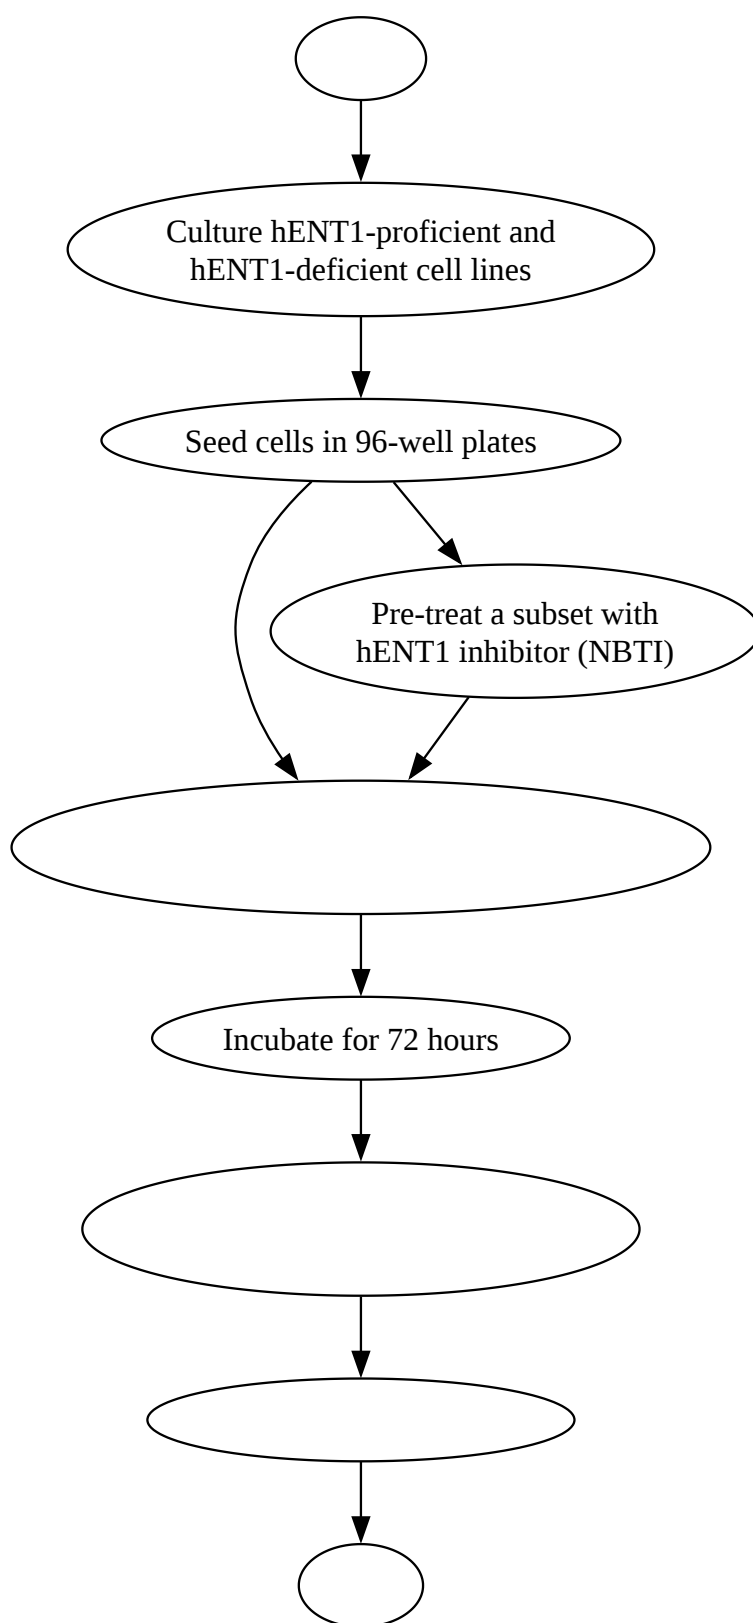 Culture hENT1-proficient and
hENT1-deficient cell lines
Seed cells in 96-well plates
Pre-treat a subset with
hENT1 inhibitor (NBTI)
Incubate for 72 hours